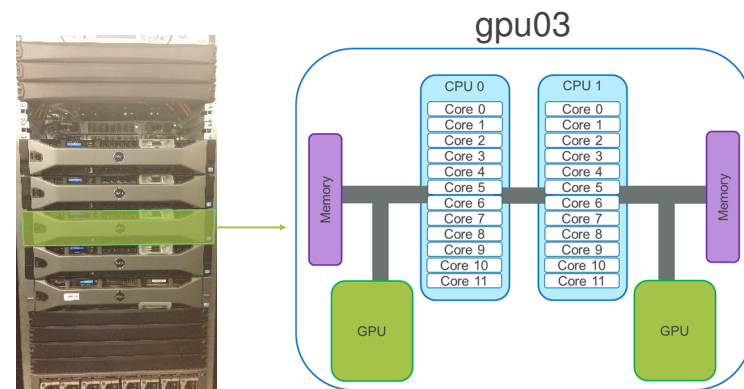 gpu03
CPU 0
Core 0
Core 1
Core 2
Core 3
Core 4
Core 5
Core 6
Core 7
Core 8
Core 9
Core 10
Core 11
CPU 1
Core 0
Core 1
Core 2
Core 3
Core 4
Core 5
Core 6
Core 7
Core 8
Core 9
Core 10
Core 11
Memory
Memory
GPU
GPU